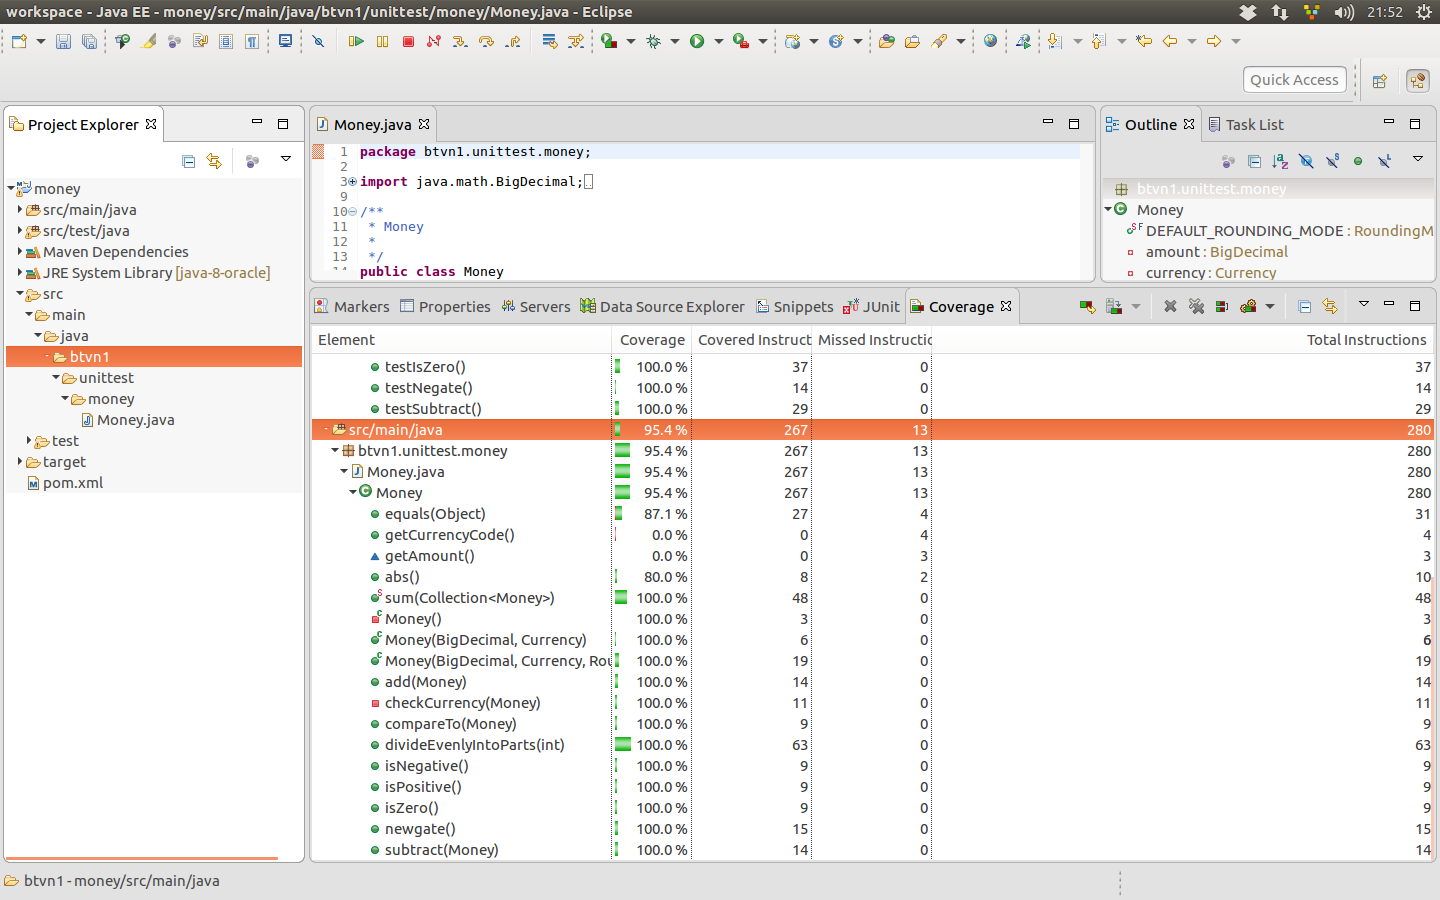 workspace - Java EE - money/src/main/java/btvn1/unittest/money/Money.java - Eclipse
21:52
Quick Access
Project Explorer
money
src/main/java
src/test/java
Maven Dependencies
JRE System Library [java-8-oracle]
src
main
java
btvn1
unittest
money
Money.java
test
target
pom.xml
Money.java
1 package btvn1.unittest.money;
2
3 import java.math.BigDecimal;
9
10 /**
11 * Money
12 *
13 */
14 public class Money
Outline
Task List
btvn1.unittest.money
Money
DEFAULT_ROUNDING_MODE : RoundingM
amount : BigDecimal
currency : Currency
Markers Properties Servers Data Source Explorer Snippets JUnit Coverage
Element Coverage Covered Instruct Missed Instructic Total Instructions
testIsZero() 100.0 % 37 0 37
testNegate() 100.0 % 14 0 14
testSubtract() 100.0 % 29 0 29
src/main/java 95.4 % 267 13 280
btvn1.unittest.money 95.4 % 267 13 280
Money.java 95.4 % 267 13 280
Money 95.4 % 267 13 280
equals(Object) 87.1 % 27 4 31
getCurrencyCode() 0.0 % 0 4 4
getAmount() 0.0 % 0 3 3
abs() 80.0 % 8 2 10
sum(Collection<Money>) 100.0 % 48 0 48
Money() 100.0 % 3 0 3
Money(BigDecimal, Currency) 100.0 % 6 0 6
Money(BigDecimal, Currency, Rou 100.0 % 19 0 19
add(Money) 100.0 % 14 0 14
checkCurrency(Money) 100.0 % 11 0 11
compareTo(Money) 100.0 % 9 0 9
divideEvenlyIntoParts(int) 100.0 % 63 0 63
isNegative() 100.0 % 9 0 9
isPositive() 100.0 % 9 0 9
isZero() 100.0 % 9 0 9
newgate() 100.0 % 15 0 15
subtract(Money) 100.0 % 14 0 14
btvn1 - money/src/main/java